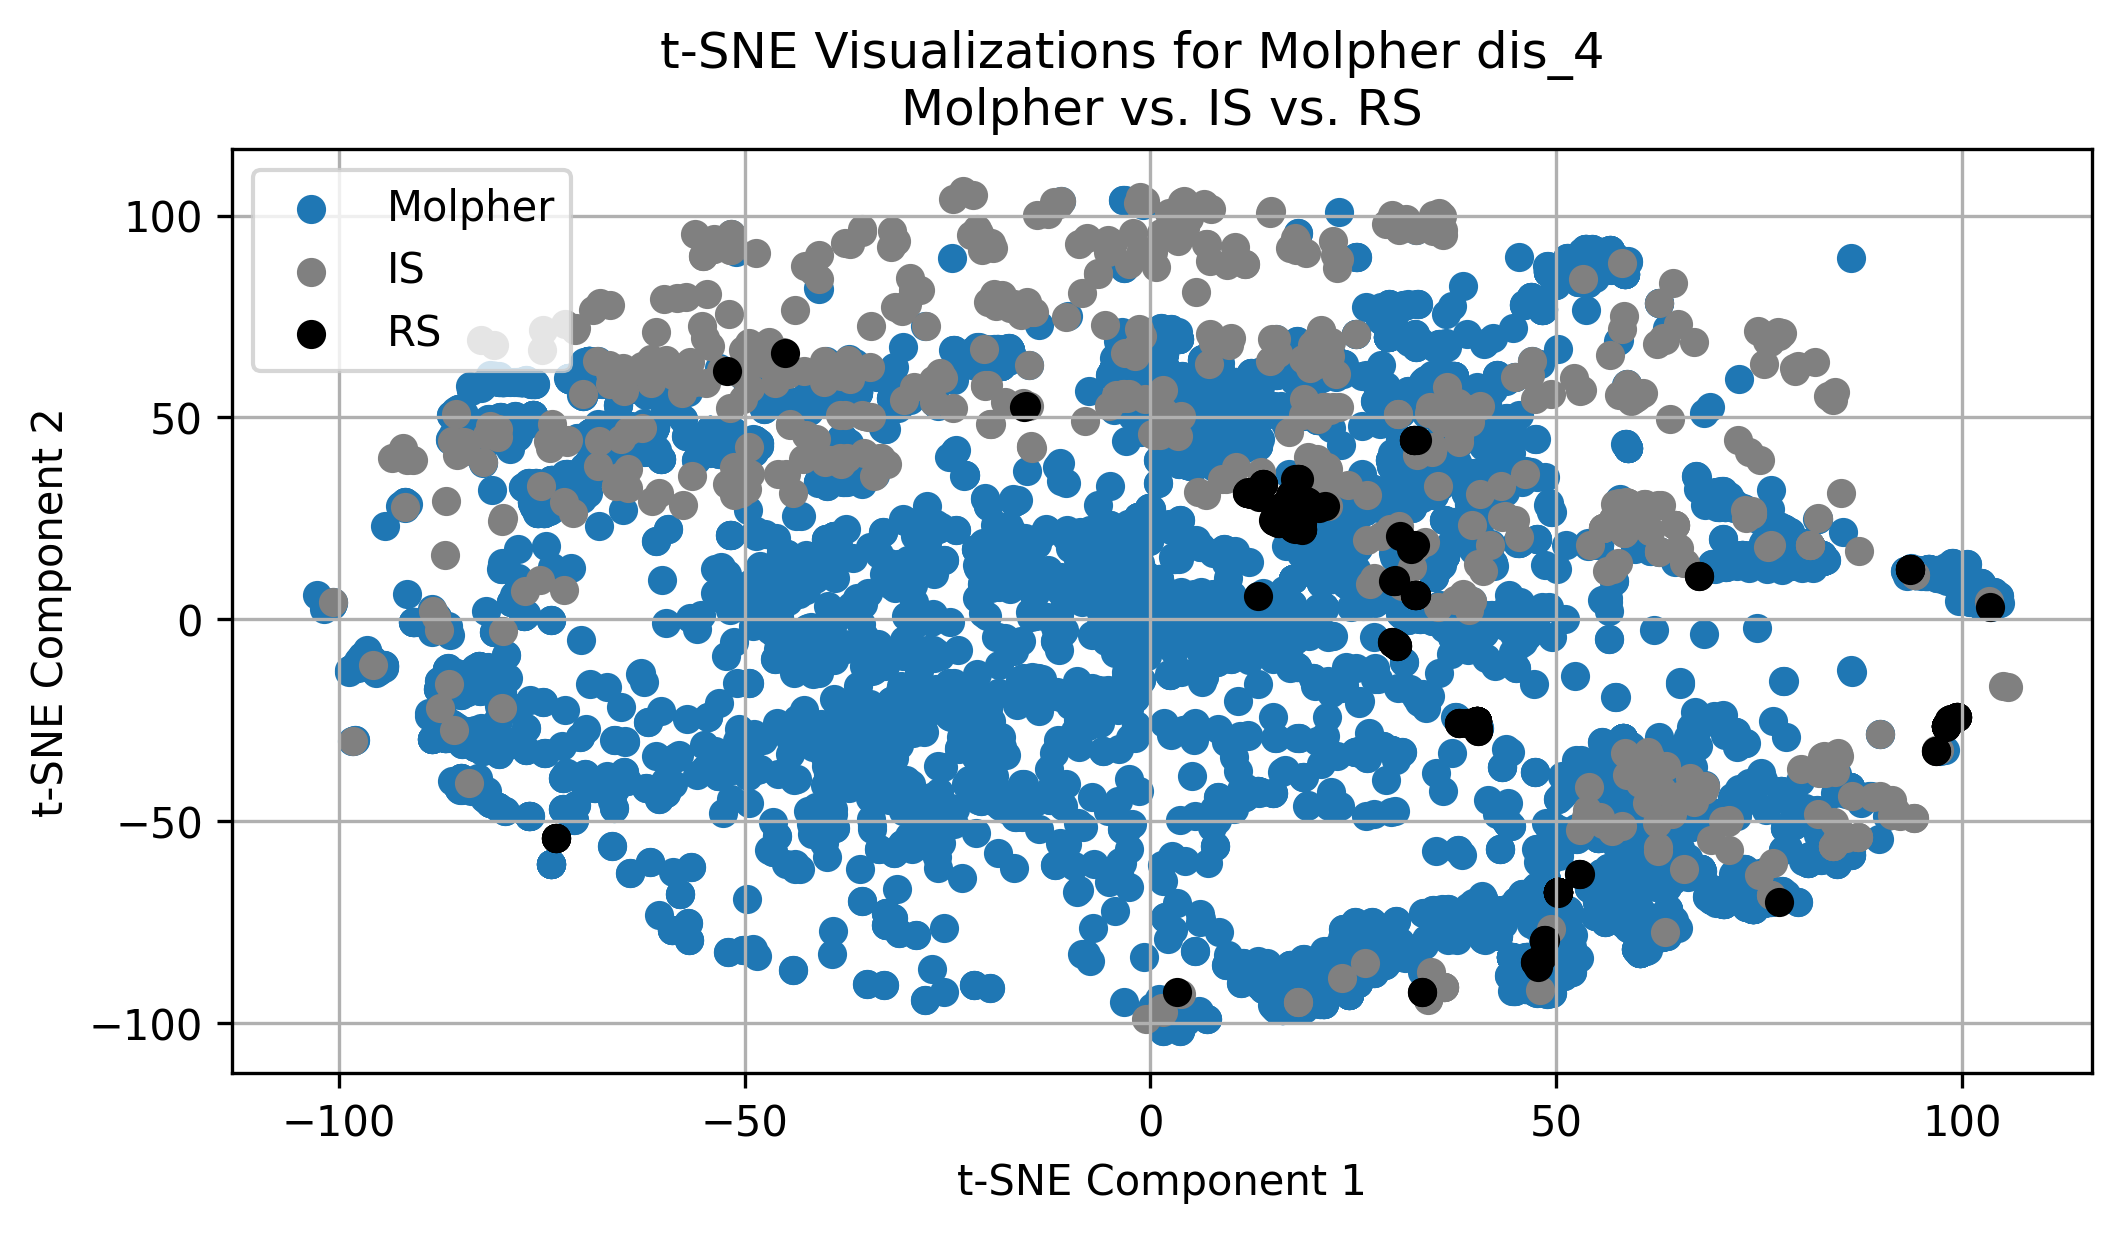 t-SNE Visualizations for Molpher dis_4
Molpher vs. IS vs. RS
Molpher
IS
RS
100
50
0
−50
−100
t-SNE Component 2
−100
−50
0
50
100
t-SNE Component 1